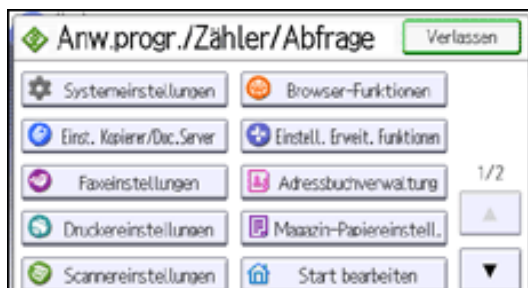 Anw.progr./Zähler/Abfrage
Verlassen
Systemeinstellungen
Browser-Funktionen
Einst. Kopierer/Doc.Server
Einstell. Erweit. Funktionen
Faxeinstellungen
Adressbuchverwaltung
1/2
Druckereinstellungen
Magazin-Papiereinstell.
Scannereinstellungen
Start bearbeiten